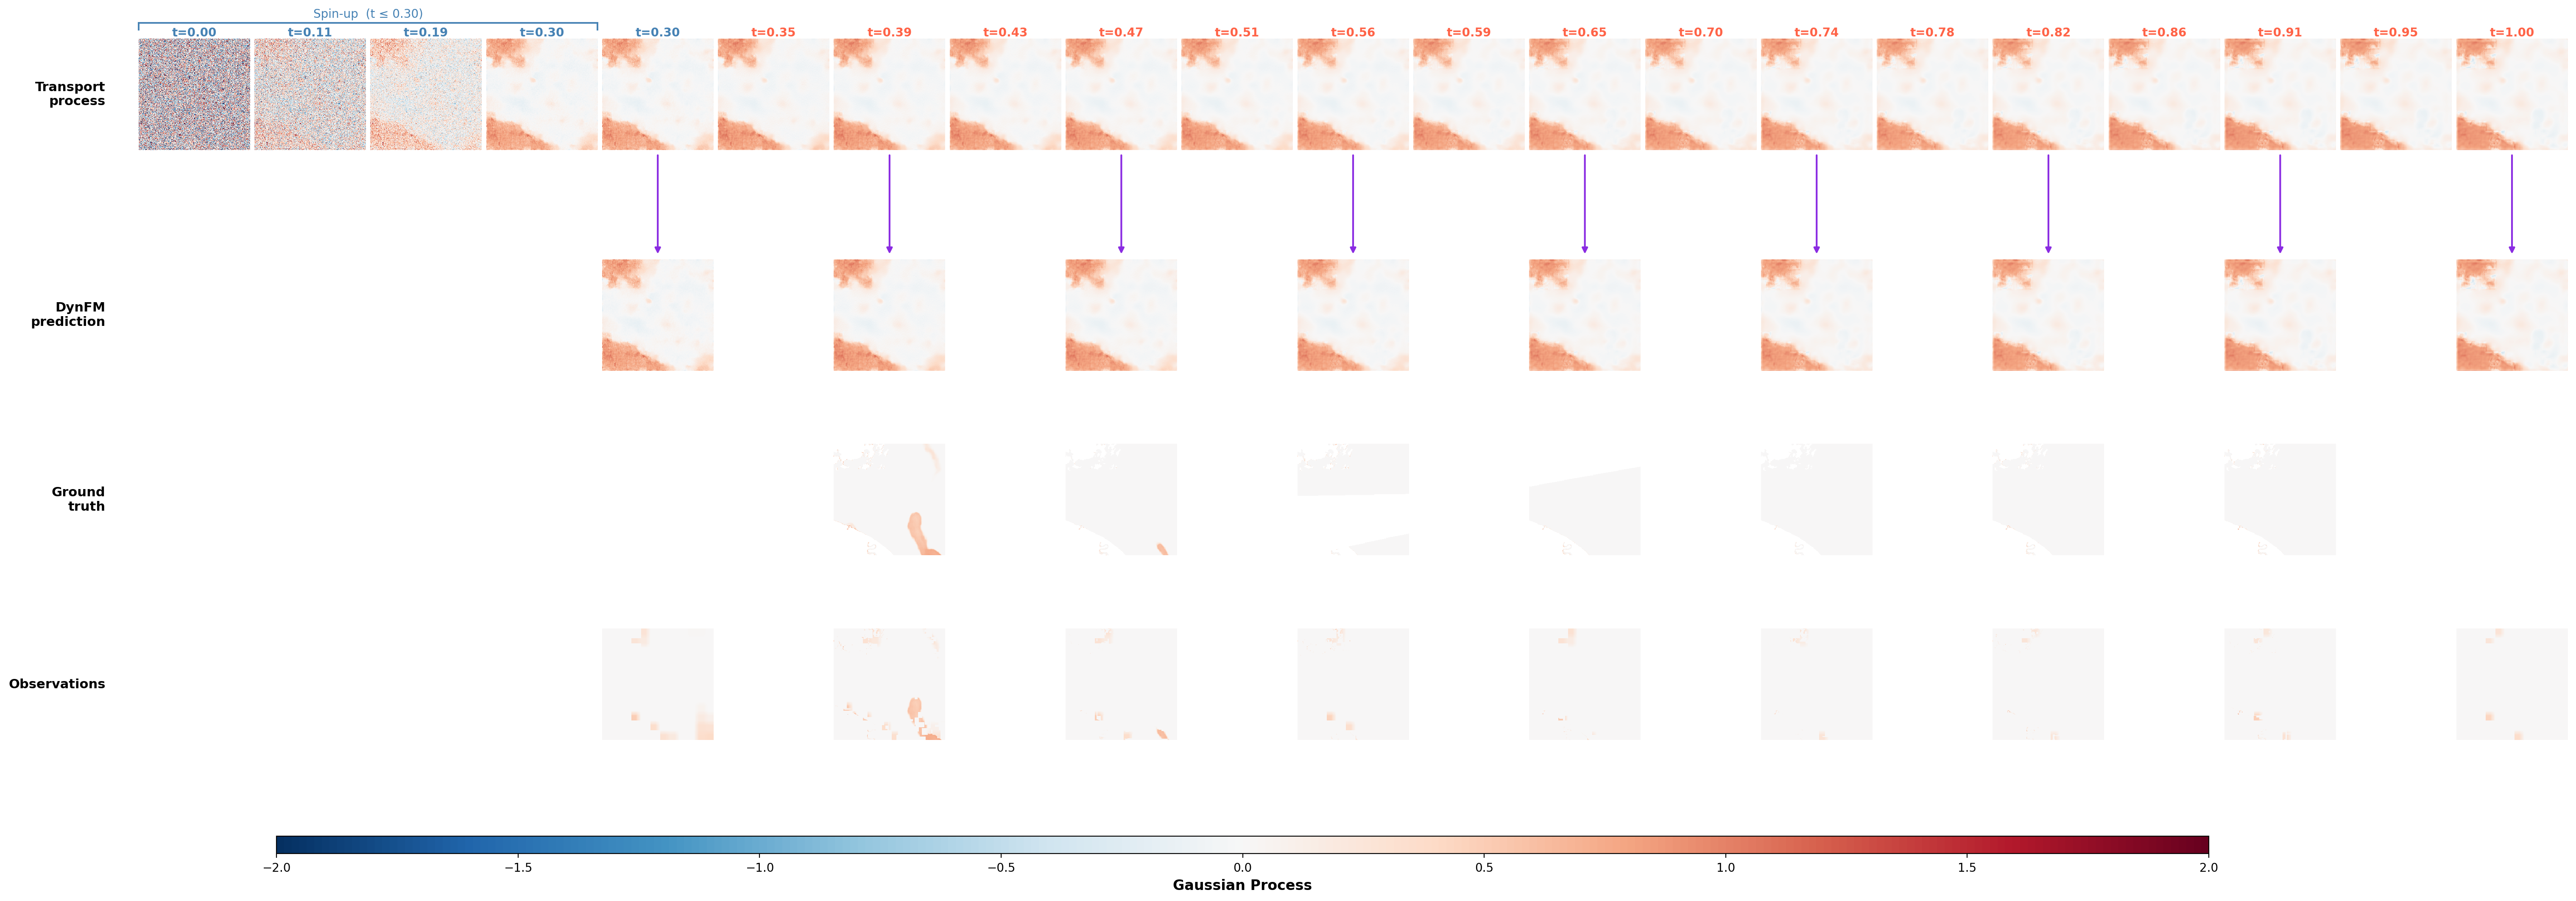 Spin-up (t ≤ 0.30)
t=0.00 t=0.11 t=0.19 t=0.30 t=0.30 t=0.35 t=0.39 t=0.43 t=0.47 t=0.51 t=0.56 t=0.59 t=0.65 t=0.70 t=0.74 t=0.78 t=0.82 t=0.86 t=0.91 t=0.95 t=1.00
Transport
process
DynFM
prediction
Ground
truth
Observations
−2.0 −1.5 −1.0 −0.5 0.0 0.5 1.0 1.5 2.0
Gaussian Process